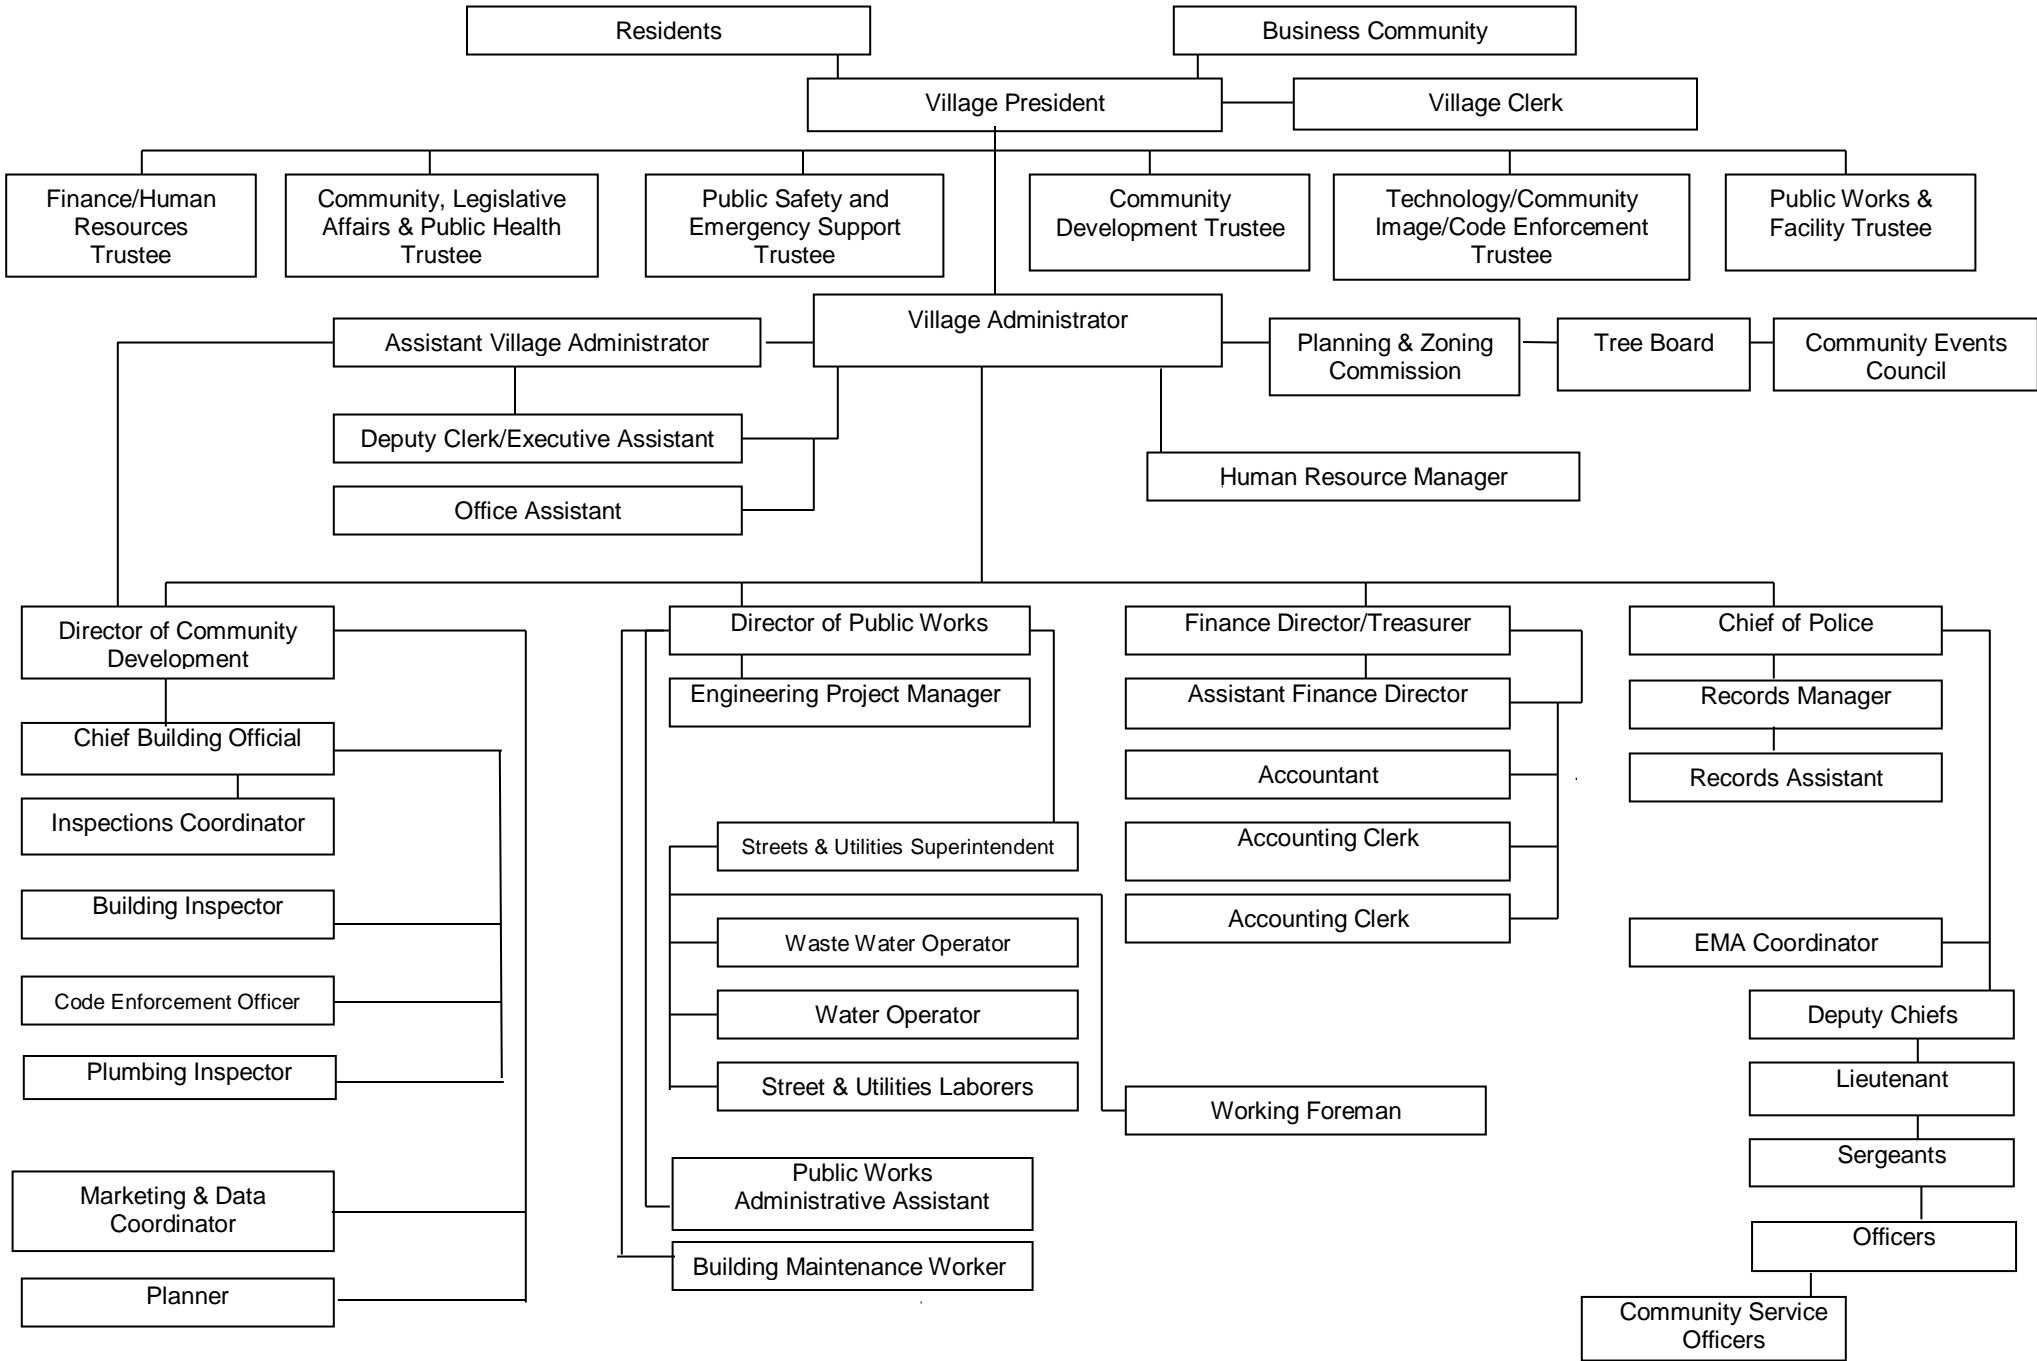 Residents
Business Community
Village President
Village Clerk
Finance/Human
Resources
Trustee
Community, Legislative
Affairs & Public Health
Trustee
Public Safety and
Emergency Support
Trustee
Community
Development Trustee
Technology/Community
Image/Code Enforcement
Trustee
Public Works &
Facility Trustee
Village Administrator
Assistant Village Administrator
Planning & Zoning
Commission
Tree Board
Community Events
Council
Deputy Clerk/Executive Assistant
Human Resource Manager
Office Assistant
Director of Community
Development
Chief Building Official
Inspections Coordinator
Building Inspector
Code Enforcement Officer
Plumbing Inspector
Marketing & Data
Coordinator
Planner
Director of Public Works
Engineering Project Manager
Streets & Utilities Superintendent
Waste Water Operator
Water Operator
Street & Utilities Laborers
Working Foreman
Public Works
Administrative Assistant
Building Maintenance Worker
Finance Director/Treasurer
Assistant Finance Director
Accountant
Accounting Clerk
Accounting Clerk
Chief of Police
Records Manager
Records Assistant
EMA Coordinator
Deputy Chiefs
Lieutenant
Sergeants
Officers
Community Service
Officers